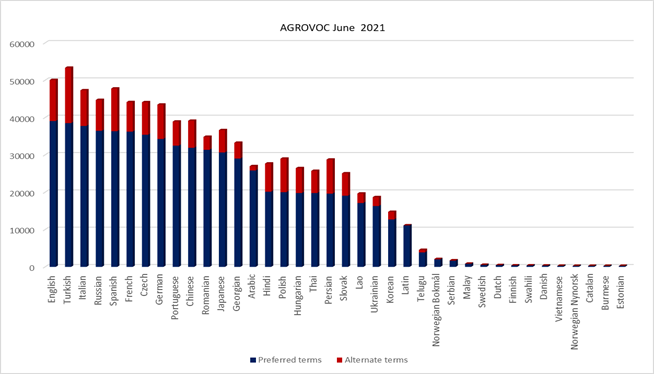 AGROVOC June 2021
60000
50000
40000
30000
20000
10000
0
English
Turkish
Italian
Russian
Spanish
French
Czech
German
Portuguese
Chinese
Romanian
Japanese
Georgian
Arabic
Hindi
Polish
Hungarian
Thai
Persian
Slovak
Lao
Ukrainian
Korean
Latin
Telugu
Norwegian Bokmål
Serbian
Malay
Swedish
Dutch
Finnish
Swahili
Danish
Vietnamese
Norwegian Nynorsk
Catalan
Burmese
Estonian
Preferred terms Alternate terms